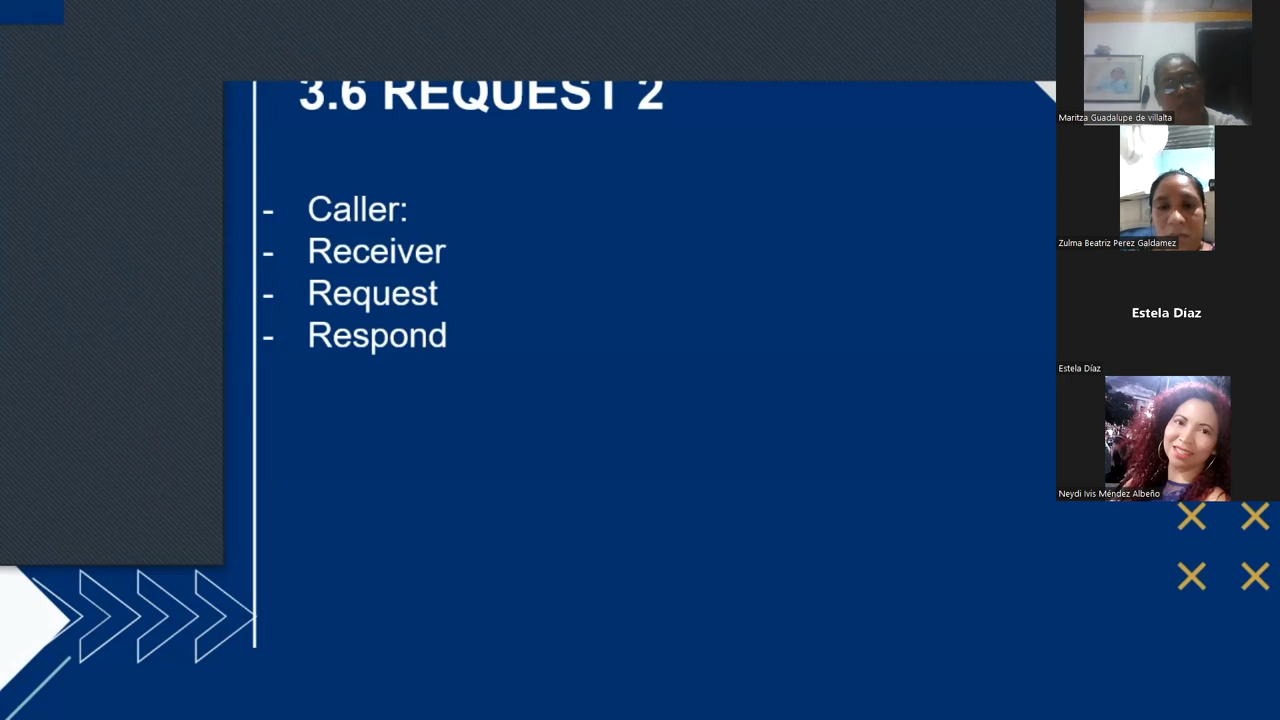 3.6 REQUEST 2
- Caller:
- Receiver
- Request
- Respond
Maritza Guadalupe de villalta
Zulma Beatriz Perez Galdamez
Estela Díaz
Estela Díaz
Neydi Ivis Méndez Albeño